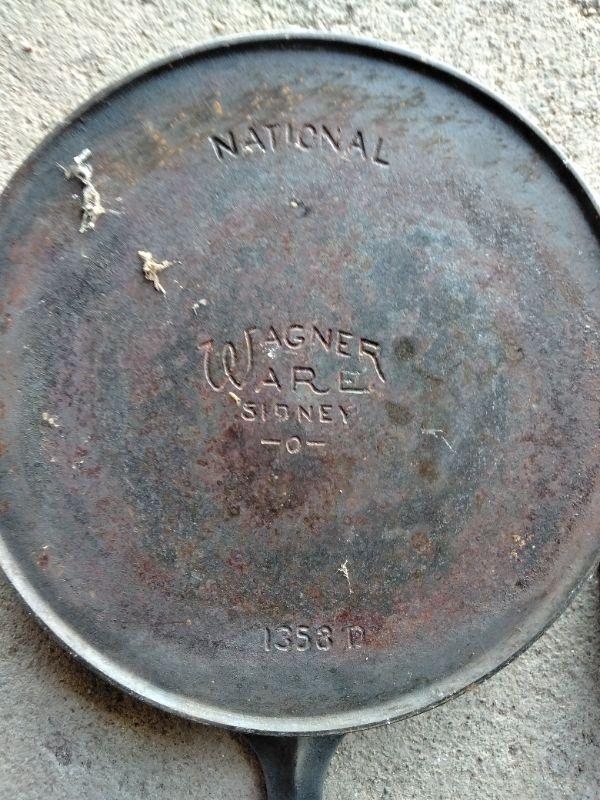 NATIONAL
WAGNER
WARE
SIDNEY
-O-
1358 D